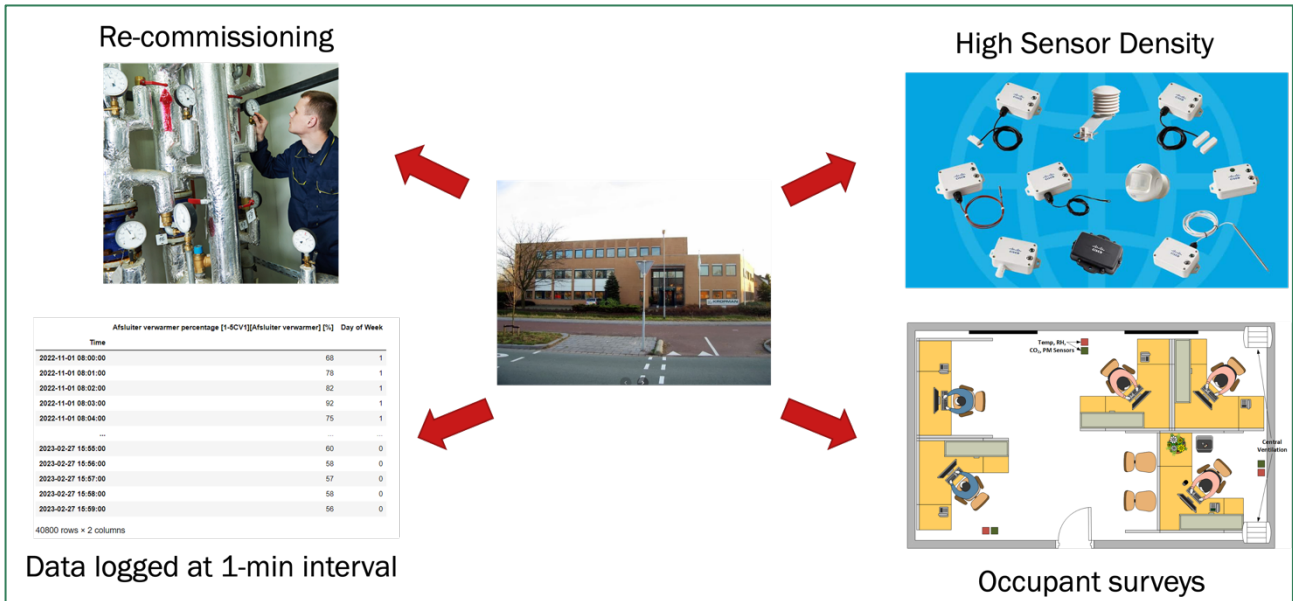 Re-commissioning
High Sensor Density
Afsluiter verwarmer percentage [1-5CV1][Afsluiter verwarmer] [%] Day of Week
Time
2022-11-01 08:00:00 68 1
2022-11-01 08:01:00 78 1
2022-11-01 08:02:00 82 1
2022-11-01 08:03:00 92 1
2022-11-01 08:04:00 75 1
... ... ...
2023-02-27 15:55:00 60 0
2023-02-27 15:56:00 58 0
2023-02-27 15:57:00 57 0
2023-02-27 15:58:00 58 0
2023-02-27 15:59:00 56 0
40800 rows × 2 columns
Data logged at 1-min interval
Temp, RH,
CO₂, PM Sensors
Central
Ventilation
Occupant surveys